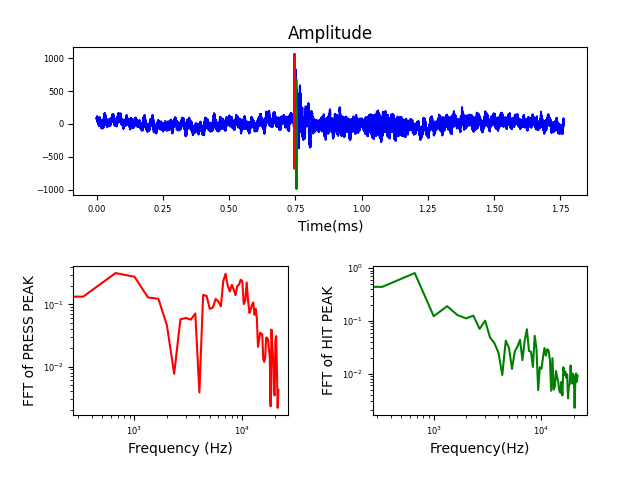 Amplitude
1000
500
0
−500
−1000
0.00 0.25 0.50 0.75 1.00 1.25 1.50 1.75
Time(ms)
FFT of PRESS PEAK
10⁻¹
10⁻²
10³ 10⁴
Frequency (Hz)
FFT of HIT PEAK
10⁰
10⁻¹
10⁻²
10³ 10⁴
Frequency(Hz)